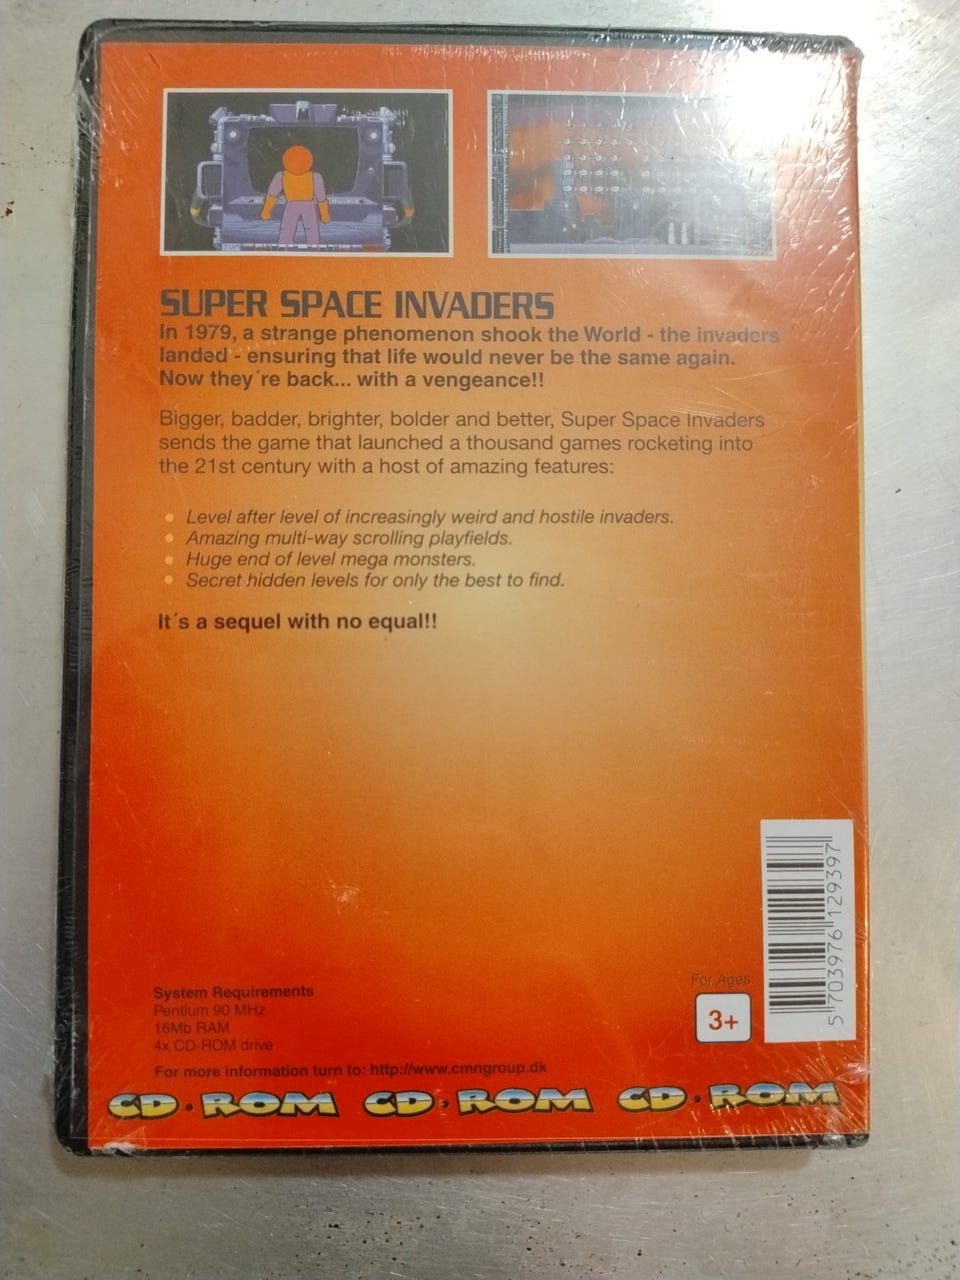 SUPER SPACE INVADERS
In 1979, a strange phenomenon shook the World - the invaders
landed - ensuring that life would never be the same again.
Now they´re back... with a vengeance!!
Bigger, badder, brighter, bolder and better, Super Space Invaders
sends the game that launched a thousand games rocketing into
the 21st century with a host of amazing features:
Level after level of increasingly weird and hostile invaders.
Amazing multi-way scrolling playfields.
Huge end of level mega monsters.
Secret hidden levels for only the best to find.
It´s a sequel with no equal!!
System Requirements
Pentium 90 MHz
16Mb RAM
4x CD-ROM drive
For more information turn to: http://www.cmngroup.dk
For Ages:
3+
5 703976 129397
CD·ROM CD·ROM CD·ROM